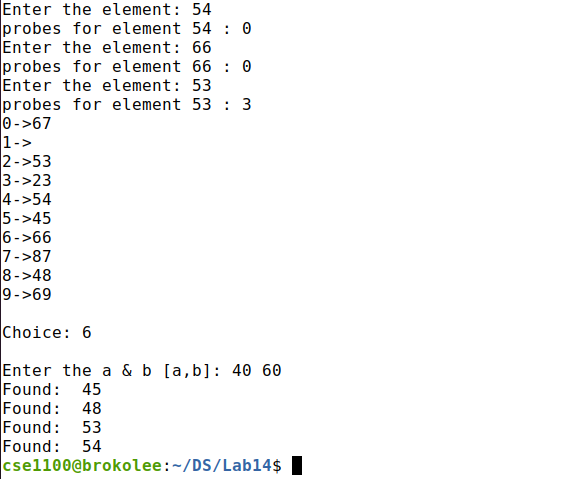 Enter the element: 54
probes for element 54 : 0
Enter the element: 66
probes for element 66 : 0
Enter the element: 53
probes for element 53 : 3
0->67
1->
2->53
3->23
4->54
5->45
6->66
7->87
8->48
9->69
Choice: 6
Enter the a & b [a,b]: 40 60
Found:  45
Found:  48
Found:  53
Found:  54
cse1100@brokolee:~/DS/Lab14$